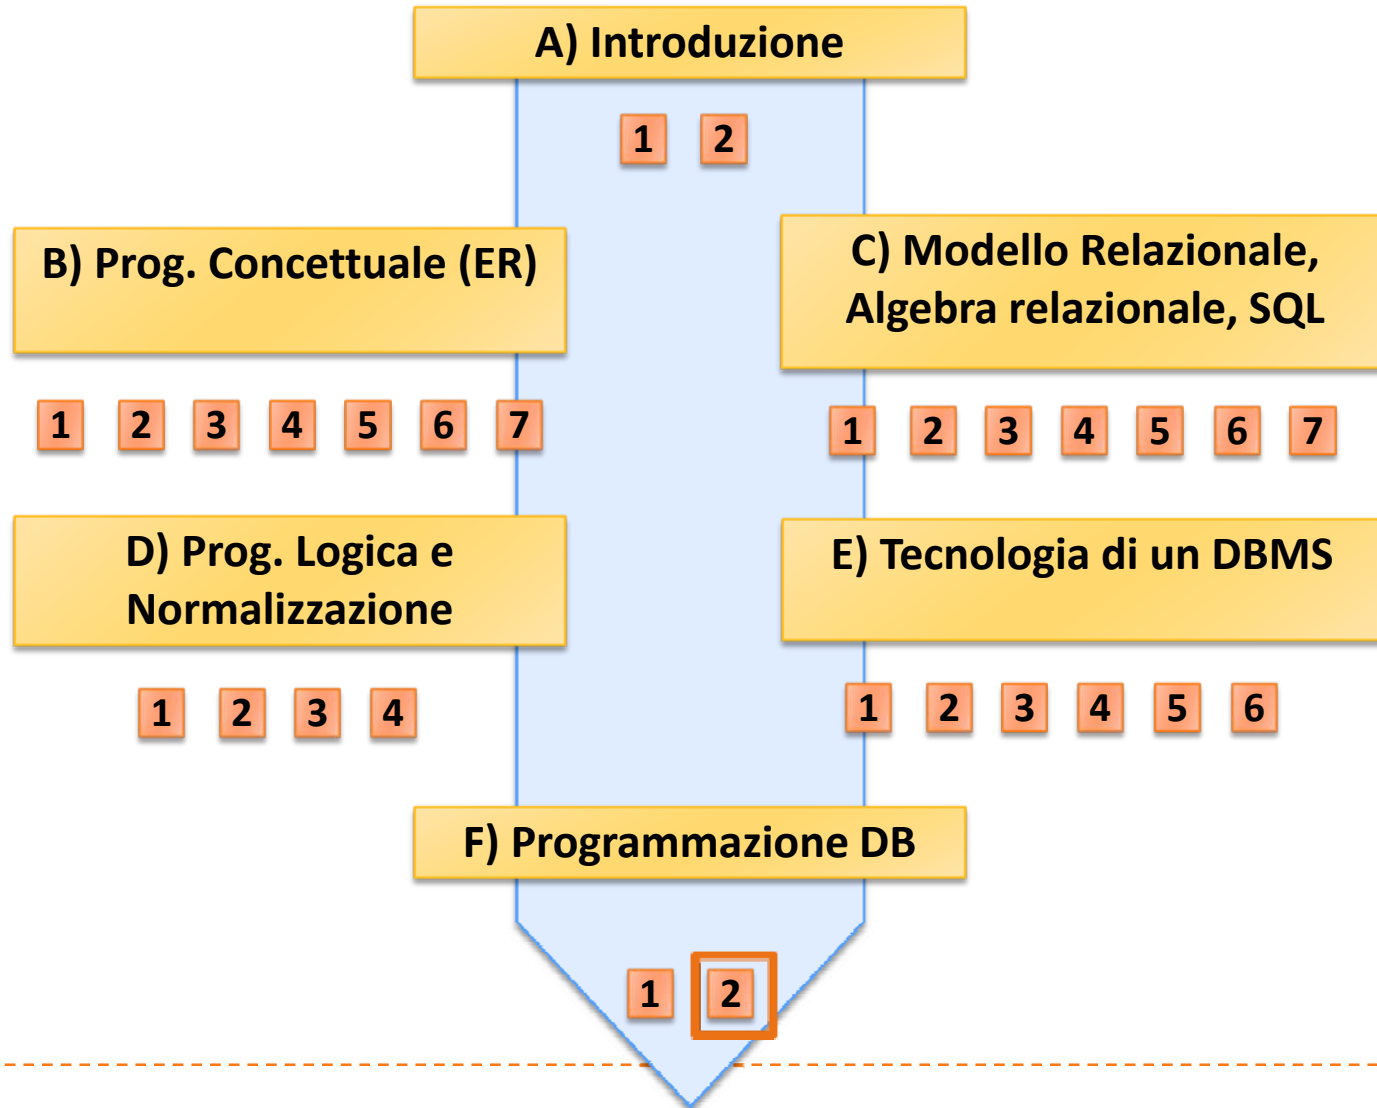 A) Introduzione
1 2
B) Prog. Concettuale (ER)
1 2 3 4 5 6 7
C) Modello Relazionale,
Algebra relazionale, SQL
1 2 3 4 5 6 7
D) Prog. Logica e
Normalizzazione
1 2 3 4
E) Tecnologia di un DBMS
1 2 3 4 5 6
F) Programmazione DB
1 2